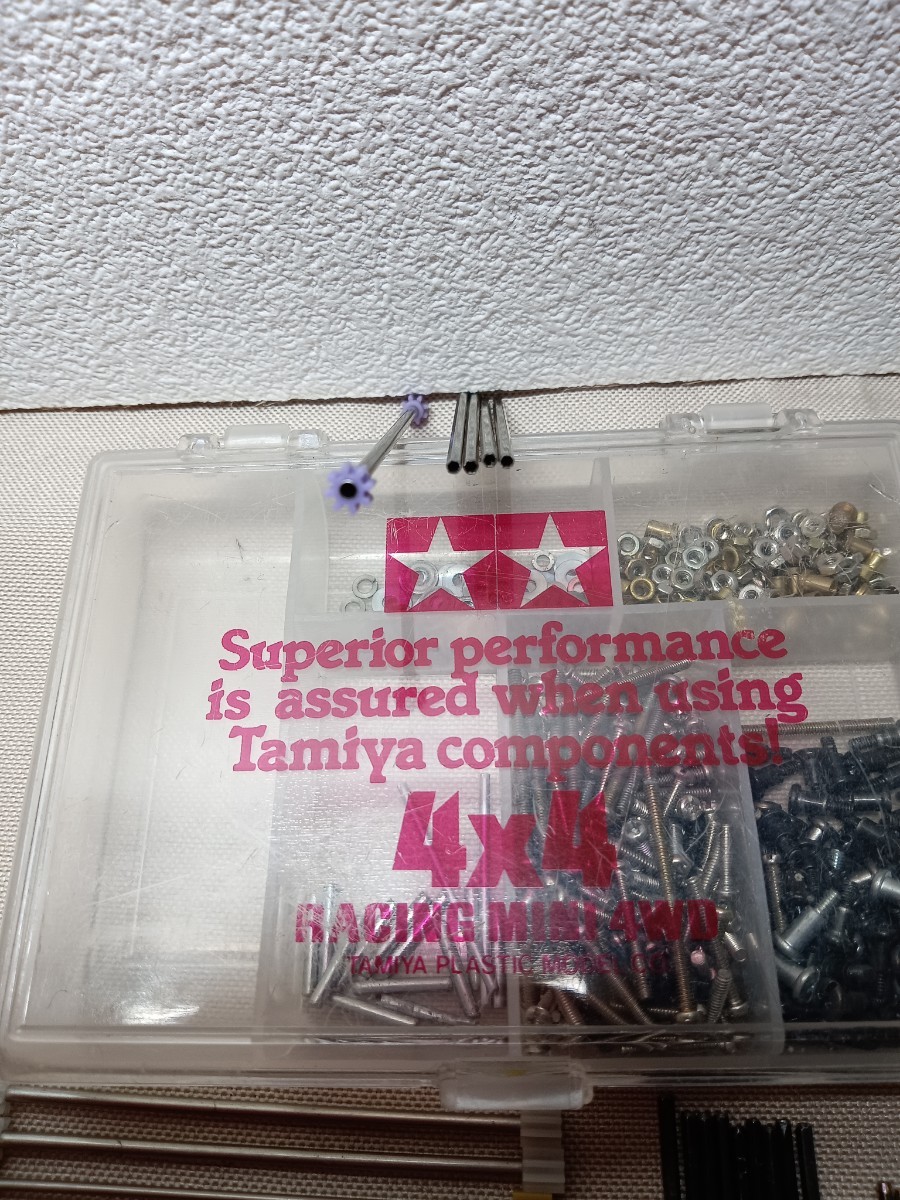 Superior performance
is assured when using
Tamiya components!
4x4
RACING MINI 4WD
TAMIYA PLASTIC MODEL CO.